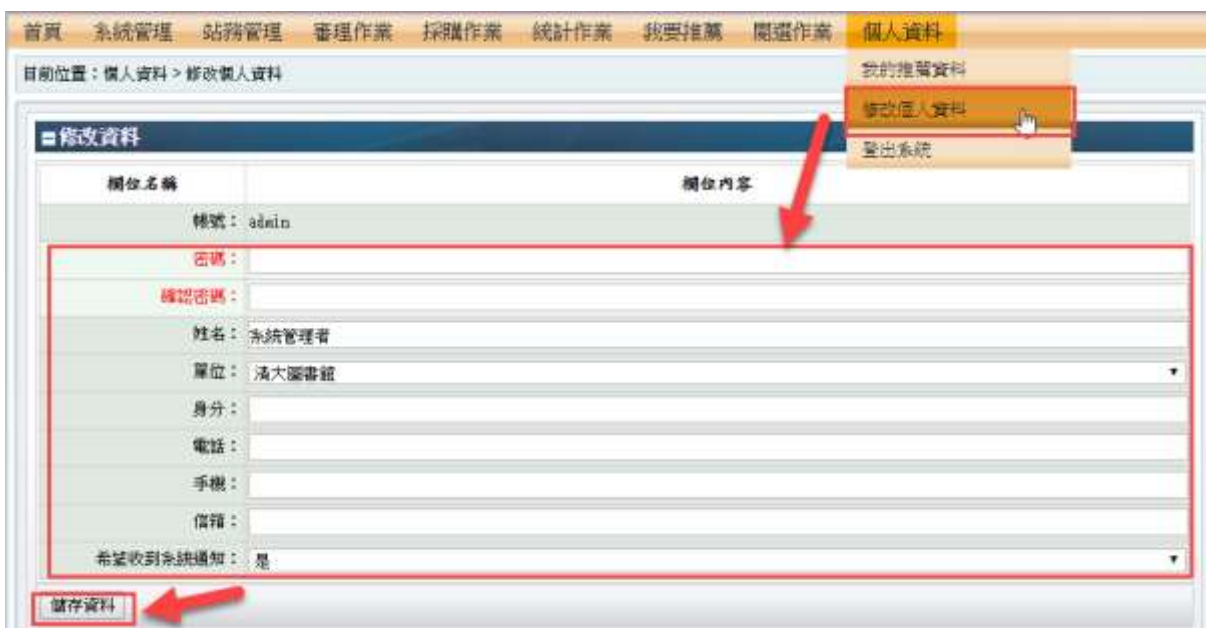 首頁 系統管理 站務管理 審理作業 採購作業 統計作業 我要推薦 閱選作業 個人資料
目前位置：個人資料 > 修改個人資料
我的推薦資料
修改個人資料
登出系統
修改資料
欄位名稱 欄位內容
帳號： admin
密碼：
確認密碼：
姓名： 系統管理者
單位： 清大圖書館
身分：
電話：
手機：
信箱：
希望收到系統通知： 是
儲存資料